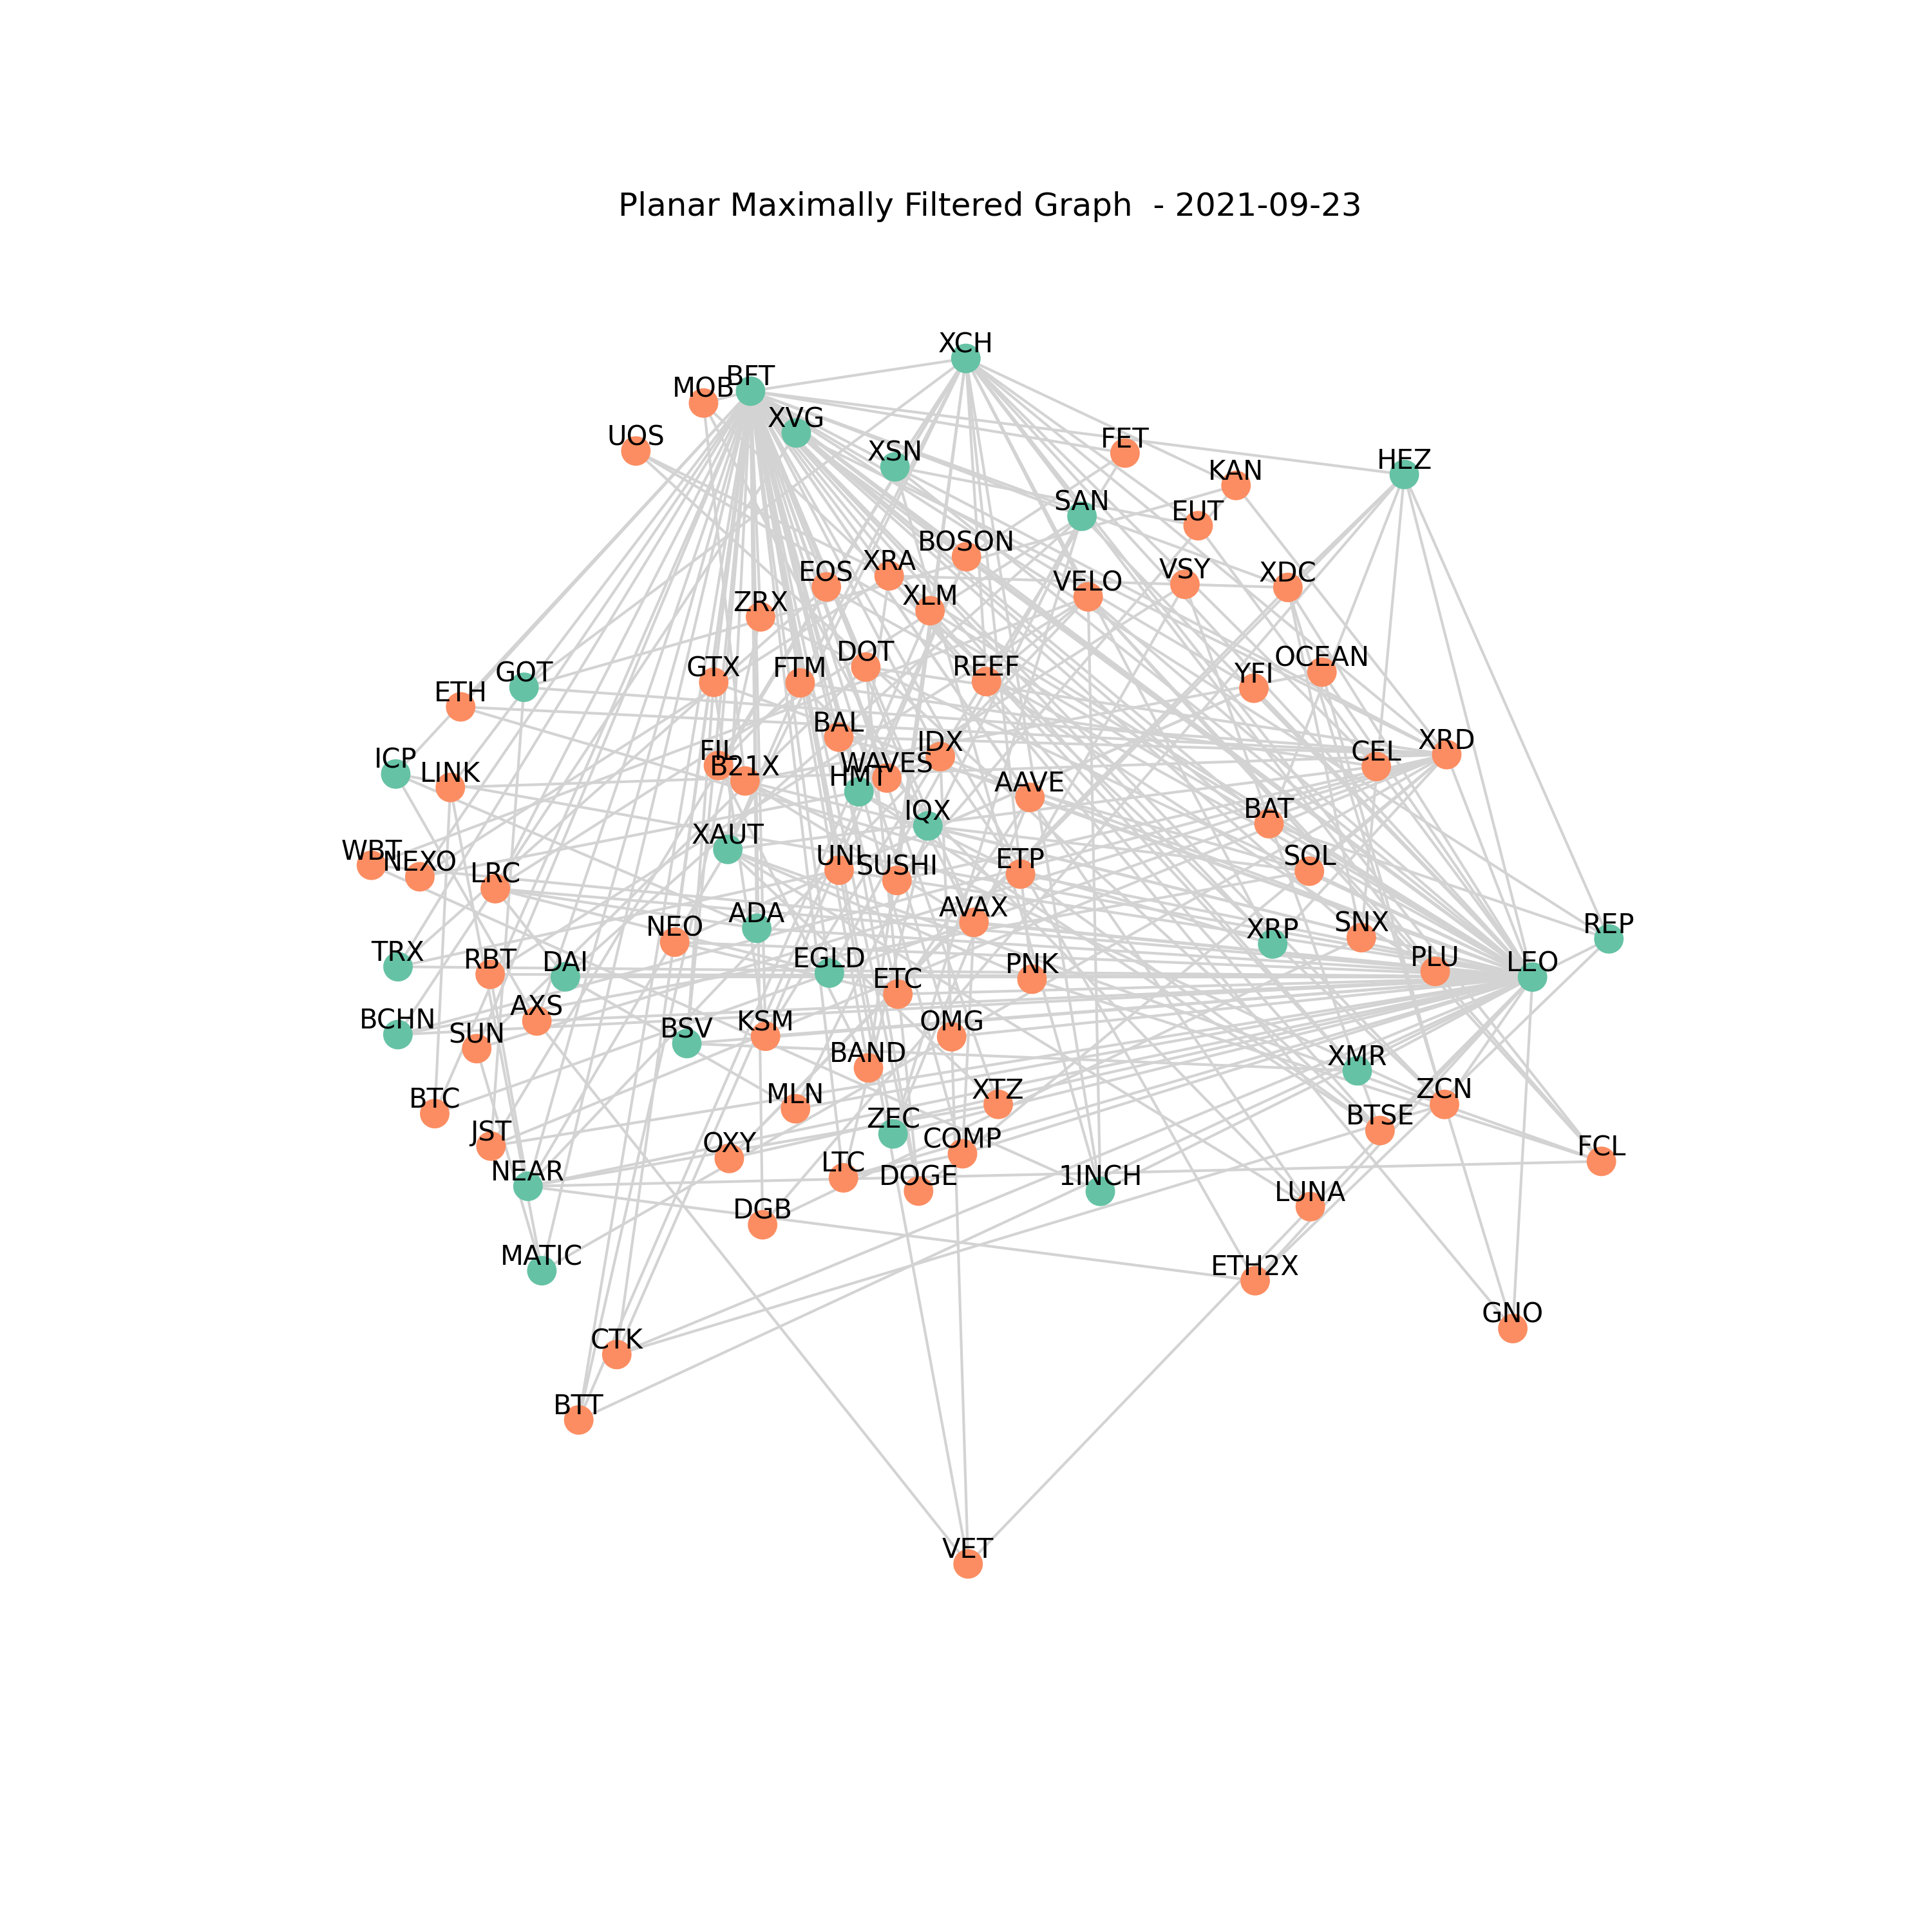 Planar Maximally Filtered Graph - 2021-09-23
XCH
BFT
MOB
XVG
UOS
FET
XSN
HEZ
KAN
SAN
EUT
BOSON
XRA
EOS
VSY
XDC
VELO
ZRX
XLM
DOT
OCEAN
GTX
FTM
REEF
GOT
YFI
ETH
BAL
IDX
XRD
FIL
CEL
ICP
LINK
B21X
WAVES
HMT
AAVE
BAT
IQX
XAUT
WBT
NEXO
UNI
SUSHI
ETP
SOL
LRC
ADA
AVAX
NEO
XRP
SNX
REP
TRX
RBT
DAI
EGLD
PNK
PLU
LEO
ETC
AXS
BCHN
SUN
BSV
KSM
OMG
BAND
XMR
BTC
MLN
XTZ
ZCN
JST
ZEC
BTSE
OXY
COMP
FCL
NEAR
LTC
DOGE
1INCH
LUNA
DGB
MATIC
ETH2X
GNO
CTK
BTT
VET